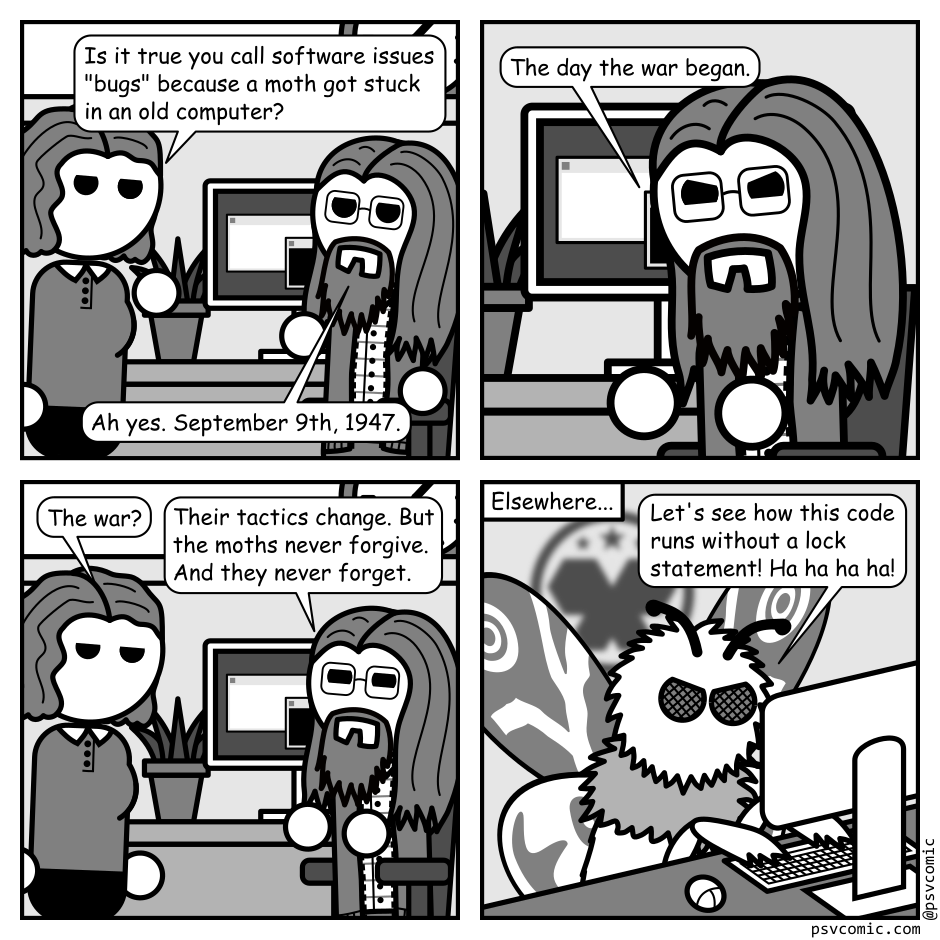 Is it true you call software issues
"bugs" because a moth got stuck
in an old computer?
Ah yes. September 9th, 1947.
The day the war began.
The war?
Their tactics change. But
the moths never forgive.
And they never forget.
Elsewhere...
Let's see how this code
runs without a lock
statement! Ha ha ha ha!
@psvcomic
psvcomic.com